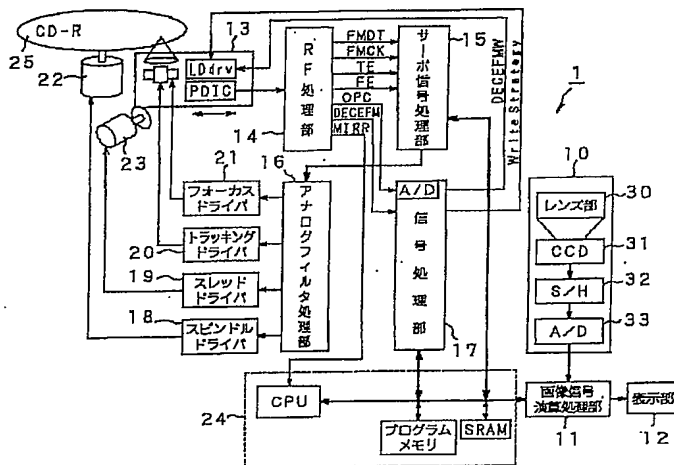 CD-R
25
22
23
13
LDdrv
PDIC
RF処理部
14
FMDT
FMCK
TE
FE
OPC
DECEFM
MIRR
サーボ信号処理部
15
DECEFMW
WriteStrategy
1
21
フォーカス
ドライバ
20
トラッキング
ドライバ
19
スレッド
ドライバ
18
スピンドル
ドライバ
16
アナログフィルタ処理部
A/D
信号処理部
17
10
レンズ部
30
CCD
31
S/H
32
A/D
33
24
CPU
プログラム
メモリ
SRAM
画像信号
演算処理部
11
表示部
12